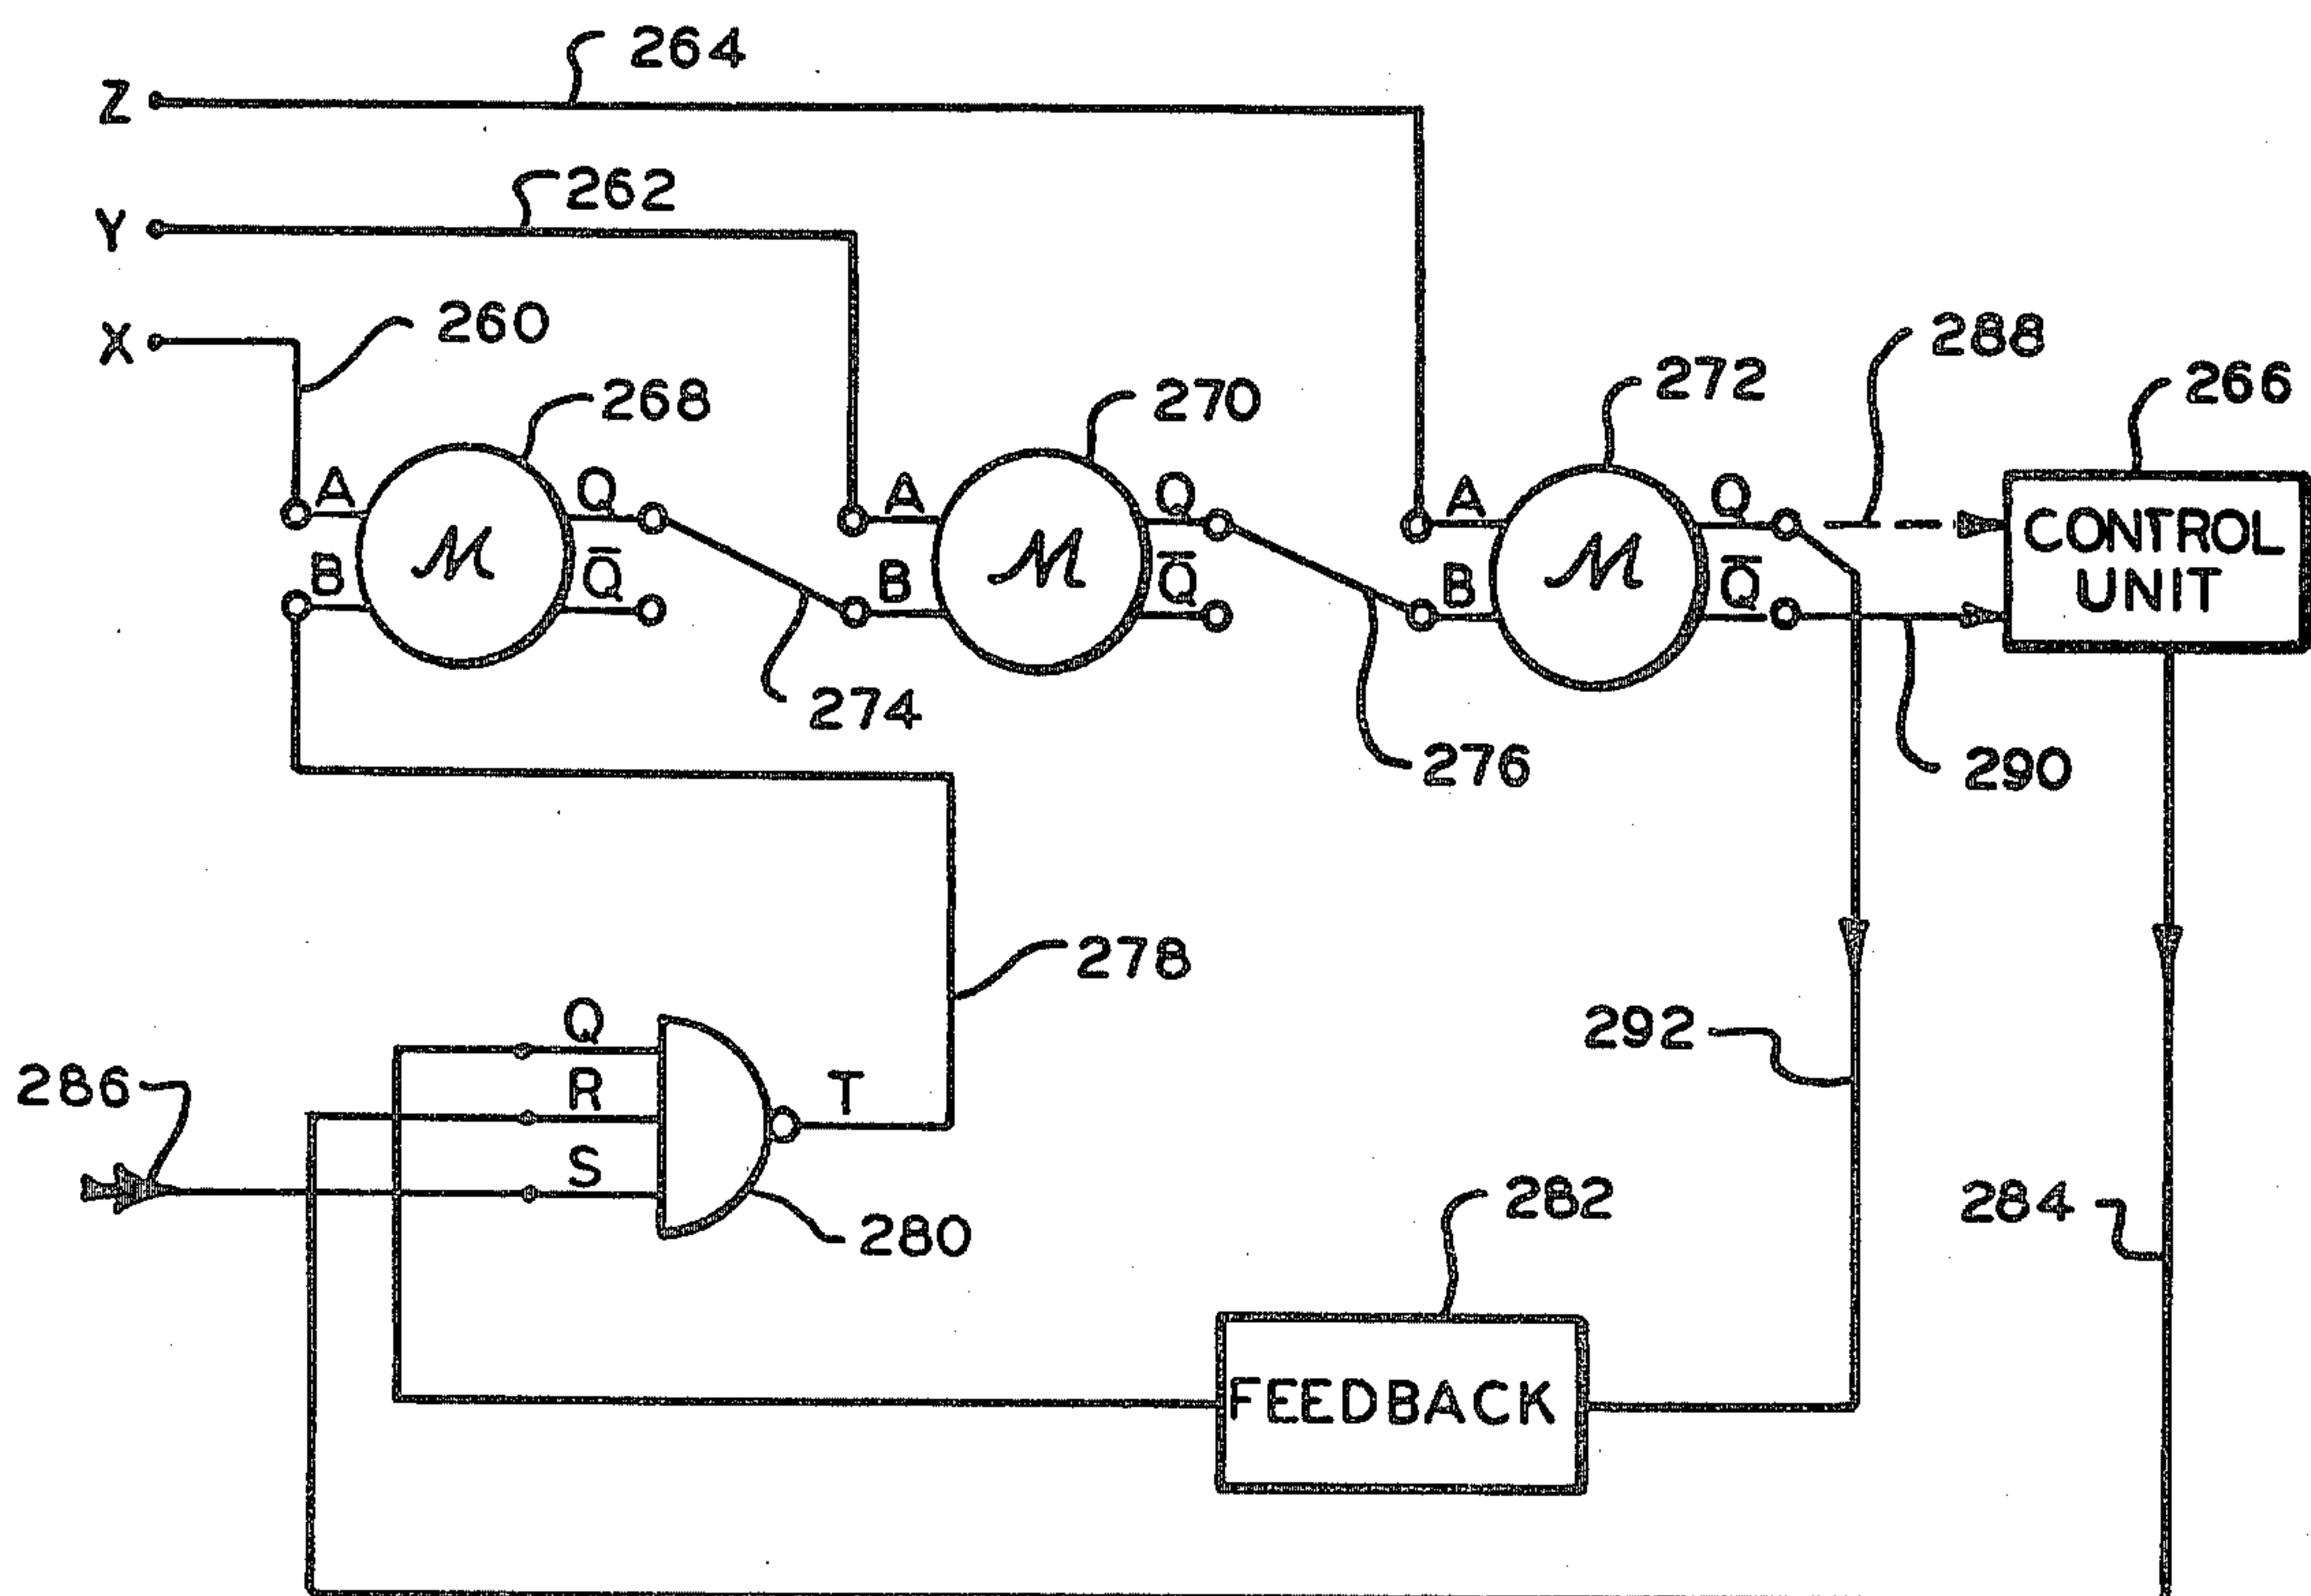 264
Z
262
Y
260
X
288
272
266
270
268
A Q A Q A Q CONTROL
M M M
B Q̅ B Q̅ B Q̅ UNIT
274
276
290
278
Q
292
286 R T
S
282
284
280
FEEDBACK